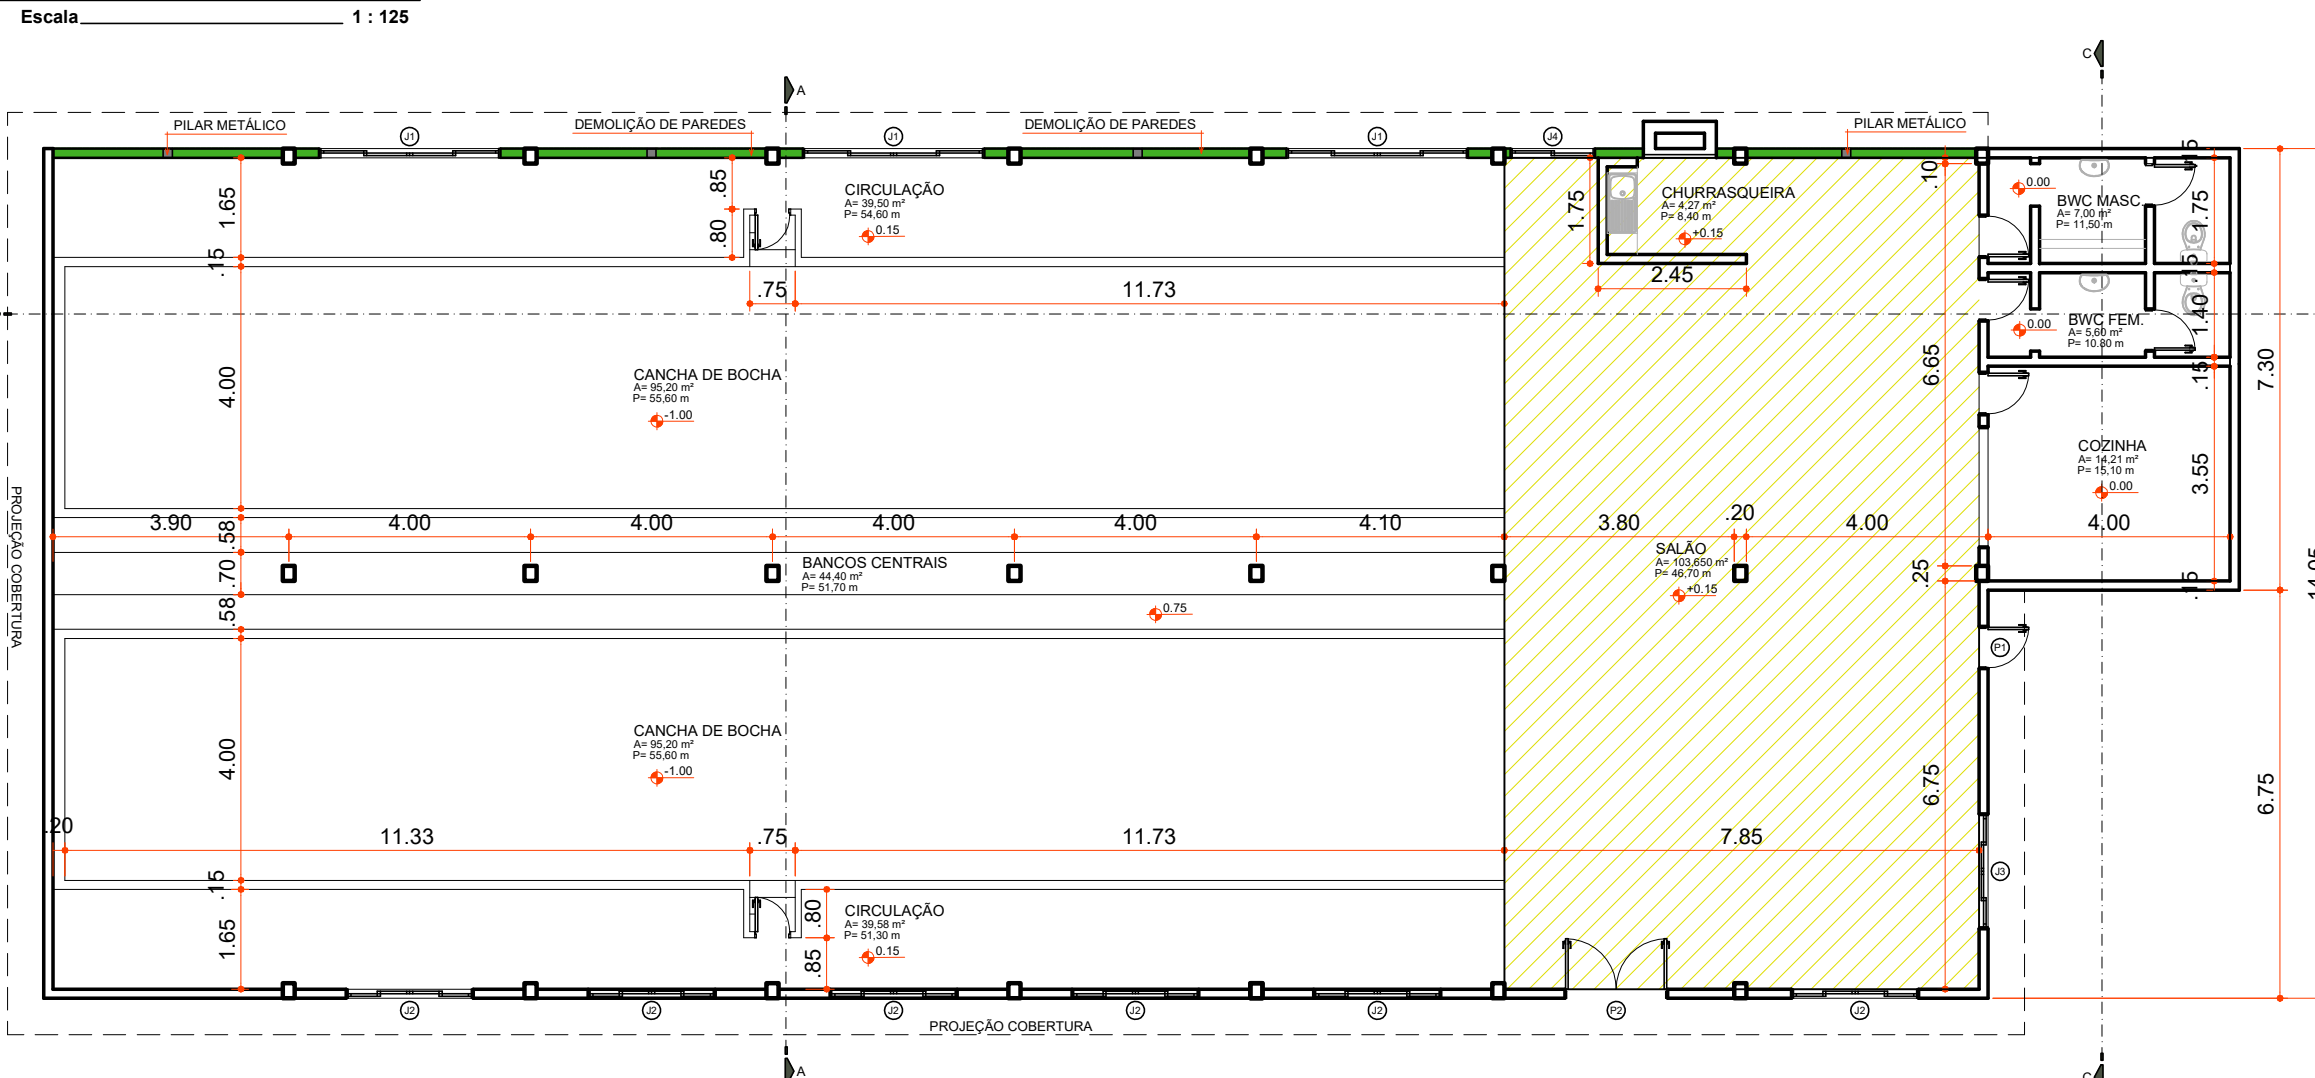 Escala 1 : 125
C
A
PILAR METÁLICO
J1
DEMOLIÇÃO DE PAREDES
J1
DEMOLIÇÃO DE PAREDES
J1
J4
PILAR METÁLICO
1.65
.85
.80
.15
CIRCULAÇÃO
A= 39,50 m²
P= 54,60 m
0.15
1.75
CHURRASQUEIRA
A= 4,27 m²
P= 8,40 m
+0.15
2.45
.10
0.00
BWC MASC.
A= 7,00 m²
P= 11,50 m
1.75
.15
.75
11.73
0.00
BWC FEM.
A= 5,60 m²
P= 10.80 m
1.40
.15
4.00
CANCHA DE BOCHA
A= 95,20 m²
P= 55,60 m
-1.00
6.65
7.30
COZINHA
A= 14,21 m²
P= 15,10 m
0.00
3.55
PROJEÇÃO COBERTURA
3.90
4.00
4.00
4.00
4.00
4.10
3.80
.20
4.00
4.00
.58
.70
.58
BANCOS CENTRAIS
A= 44,40 m²
P= 51,70 m
0.75
SALÃO
A= 103,650 m²
P= 46,70 m
+0.15
.25
.15
P1
CANCHA DE BOCHA
A= 95,20 m²
P= 55,60 m
-1.00
4.00
6.75
6.75
.20
11.33
.75
11.73
7.85
J3
.15
1.65
CIRCULAÇÃO
A= 39,58 m²
P= 51,30 m
0.15
.80
.85
J2
J2
J2
J2
J2
P2
J2
PROJEÇÃO COBERTURA
A